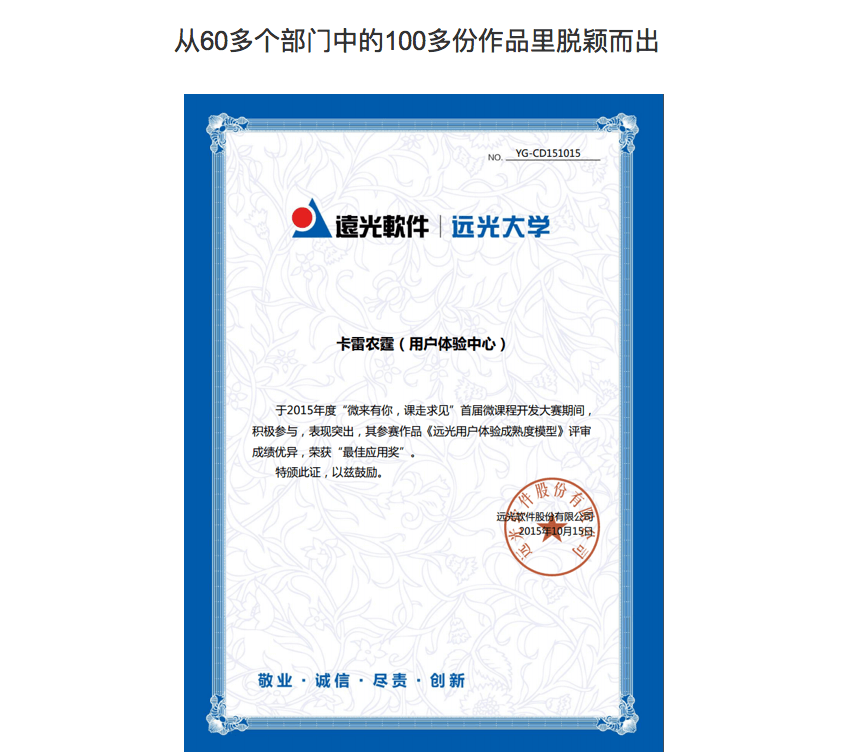 从60多个部门中的100多份作品里脱颖而出
NO. YG-CD151015
遠光軟件 | 远光大学
卡雷农霆（用户体验中心）
于2015年度“微来有你，课走求见”首届微课程开发大赛期间，
积极参与，表现突出，其参赛作品《远光用户体验成熟度模型》评审
成绩优异，荣获“最佳应用奖”。
特颁此证，以兹鼓励。
远光软件股份有限公司
远光软件股份有限公司
2015年10月15日
敬业·诚信·尽责·创新